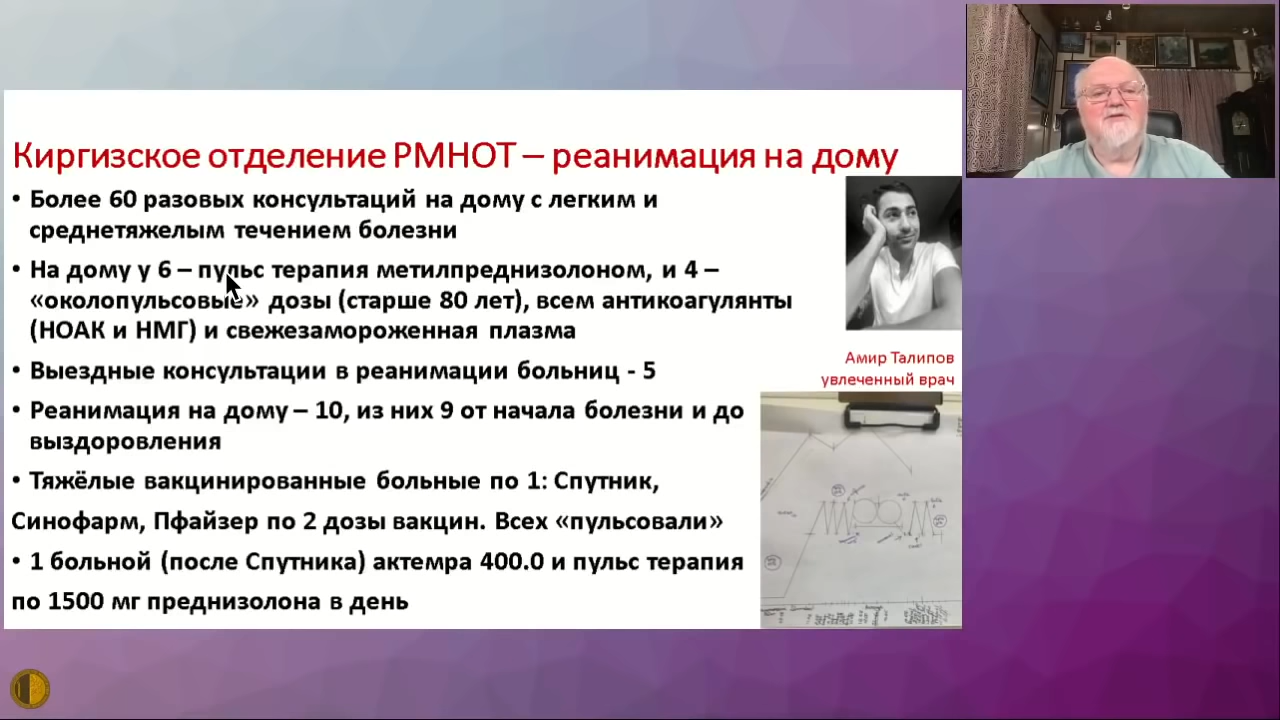 Киргизское отделение РМНОТ – реанимация на дому
• Более 60 разовых консультаций на дому с легким и
среднетяжелым течением болезни
• На дому у 6 – пульс терапия метилпреднизолоном, и 4 –
«околопульсовые» дозы (старше 80 лет), всем антикоагулянты
(НОАК и НМГ) и свежезамороженная плазма
• Выездные консультации в реанимации больниц - 5
• Реанимация на дому – 10, из них 9 от начала болезни и до
выздоровления
• Тяжёлые вакцинированные больные по 1: Спутник,
Синофарм, Пфайзер по 2 дозы вакцин. Всех «пульсовали»
• 1 больной (после Спутника) актемра 400.0 и пульс терапия
по 1500 мг преднизолона в день
Амир Талипов
увлеченный врач